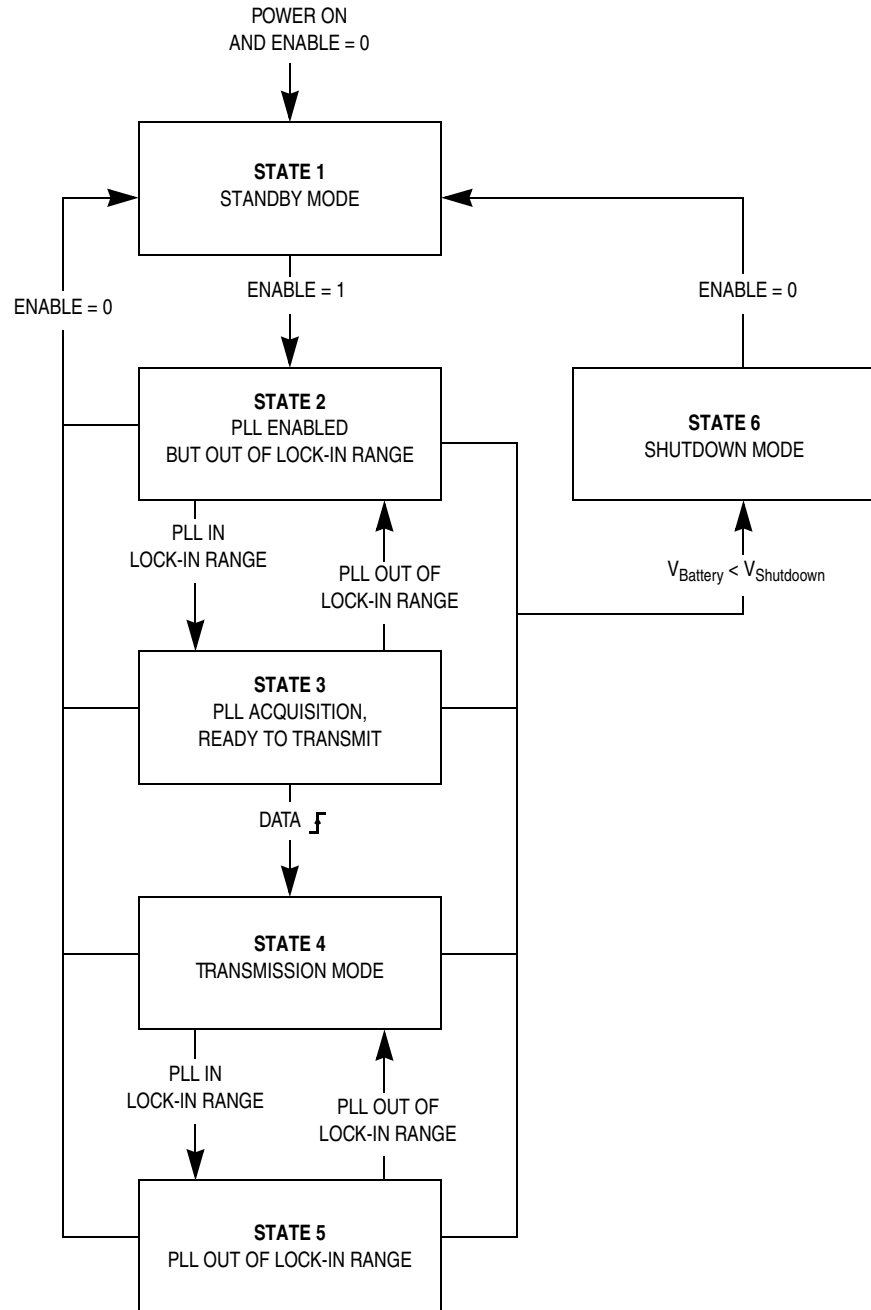 POWER ON
AND ENABLE = 0
STATE 1
STANDBY MODE
ENABLE = 0
ENABLE = 1
ENABLE = 0
STATE 2
PLL ENABLED
BUT OUT OF LOCK-IN RANGE
STATE 6
SHUTDOWN MODE
PLL IN
LOCK-IN RANGE
PLL OUT OF
LOCK-IN RANGE
VBattery < VShutdoown
STATE 3
PLL ACQUISITION,
READY TO TRANSMIT
DATA
STATE 4
TRANSMISSION MODE
PLL IN
LOCK-IN RANGE
PLL OUT OF
LOCK-IN RANGE
STATE 5
PLL OUT OF LOCK-IN RANGE